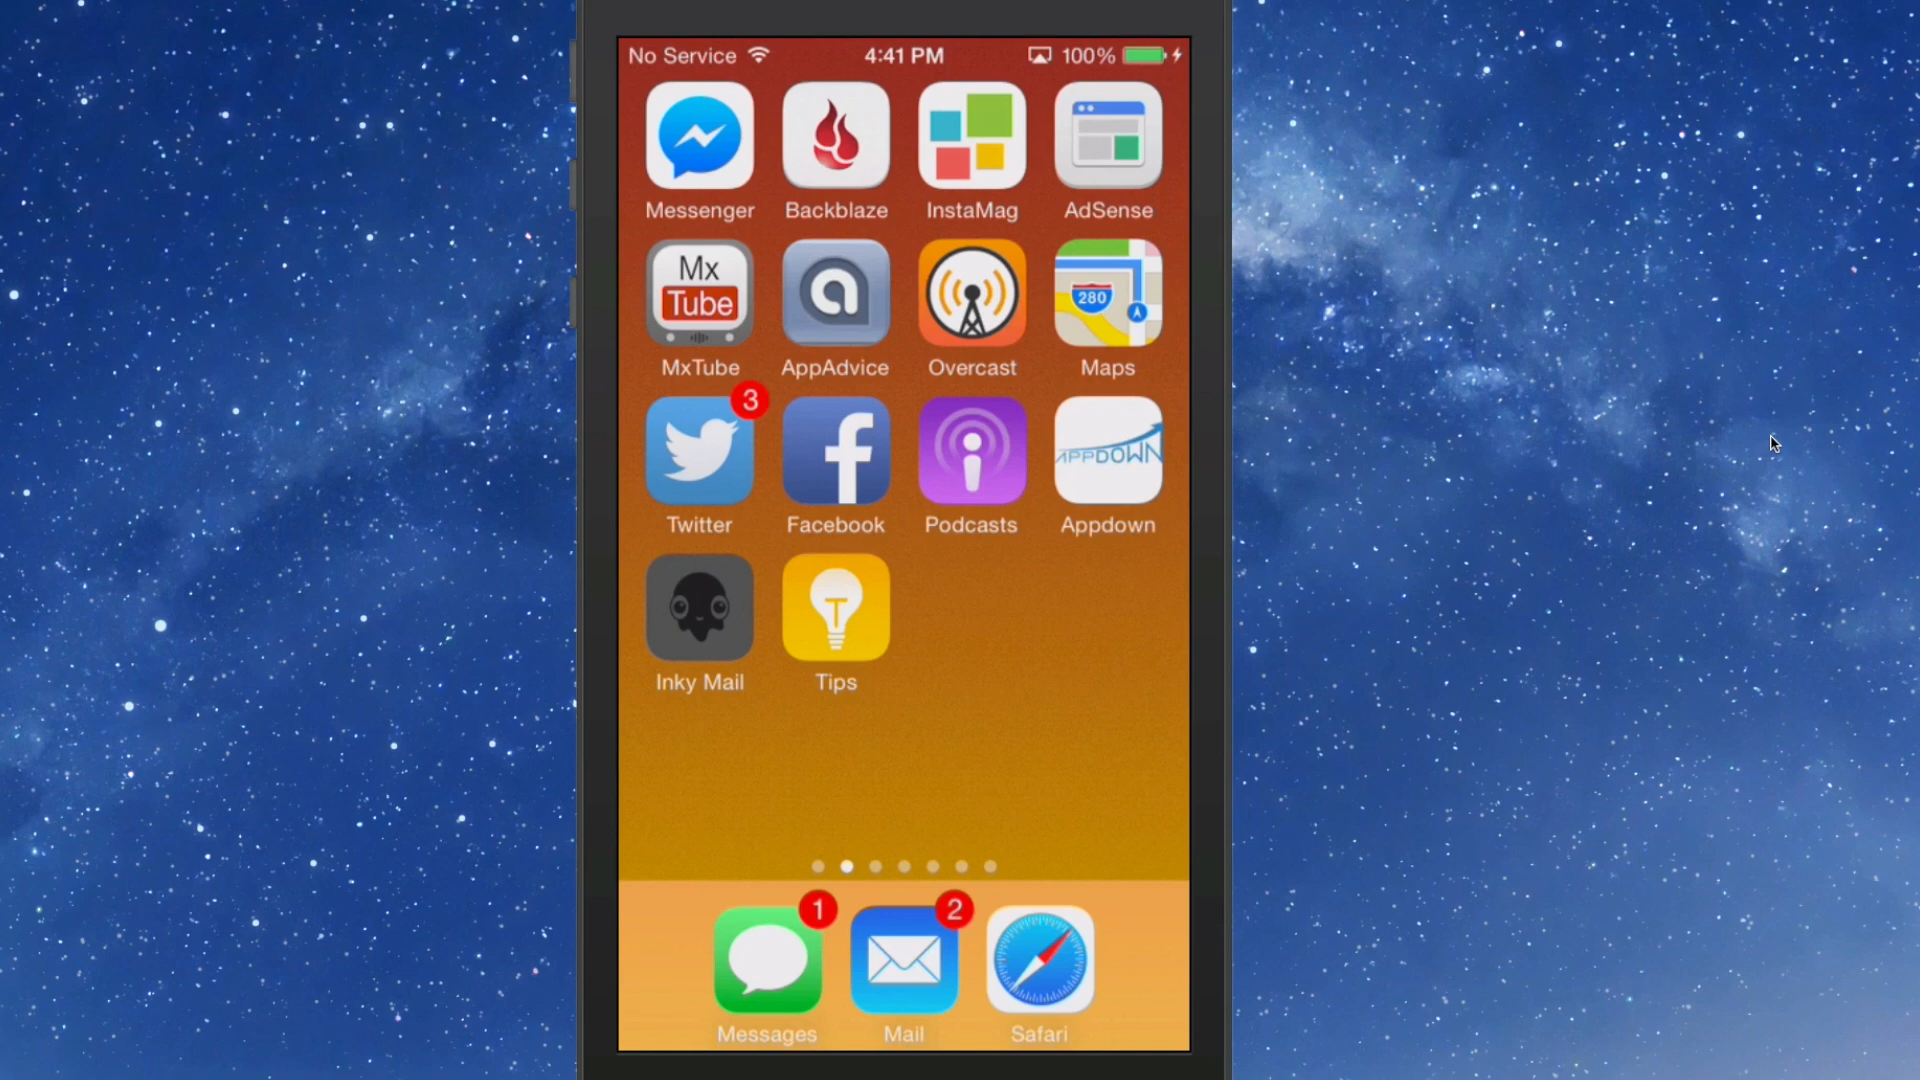 No Service 4:41 PM 100%
Messenger Backblaze InstaMag AdSense
Mx
Tube
280
MxTube AppAdvice Overcast Maps
3
APPDOWN
Twitter Facebook Podcasts Appdown
Inky Mail Tips
1 2
Messages Mail Safari